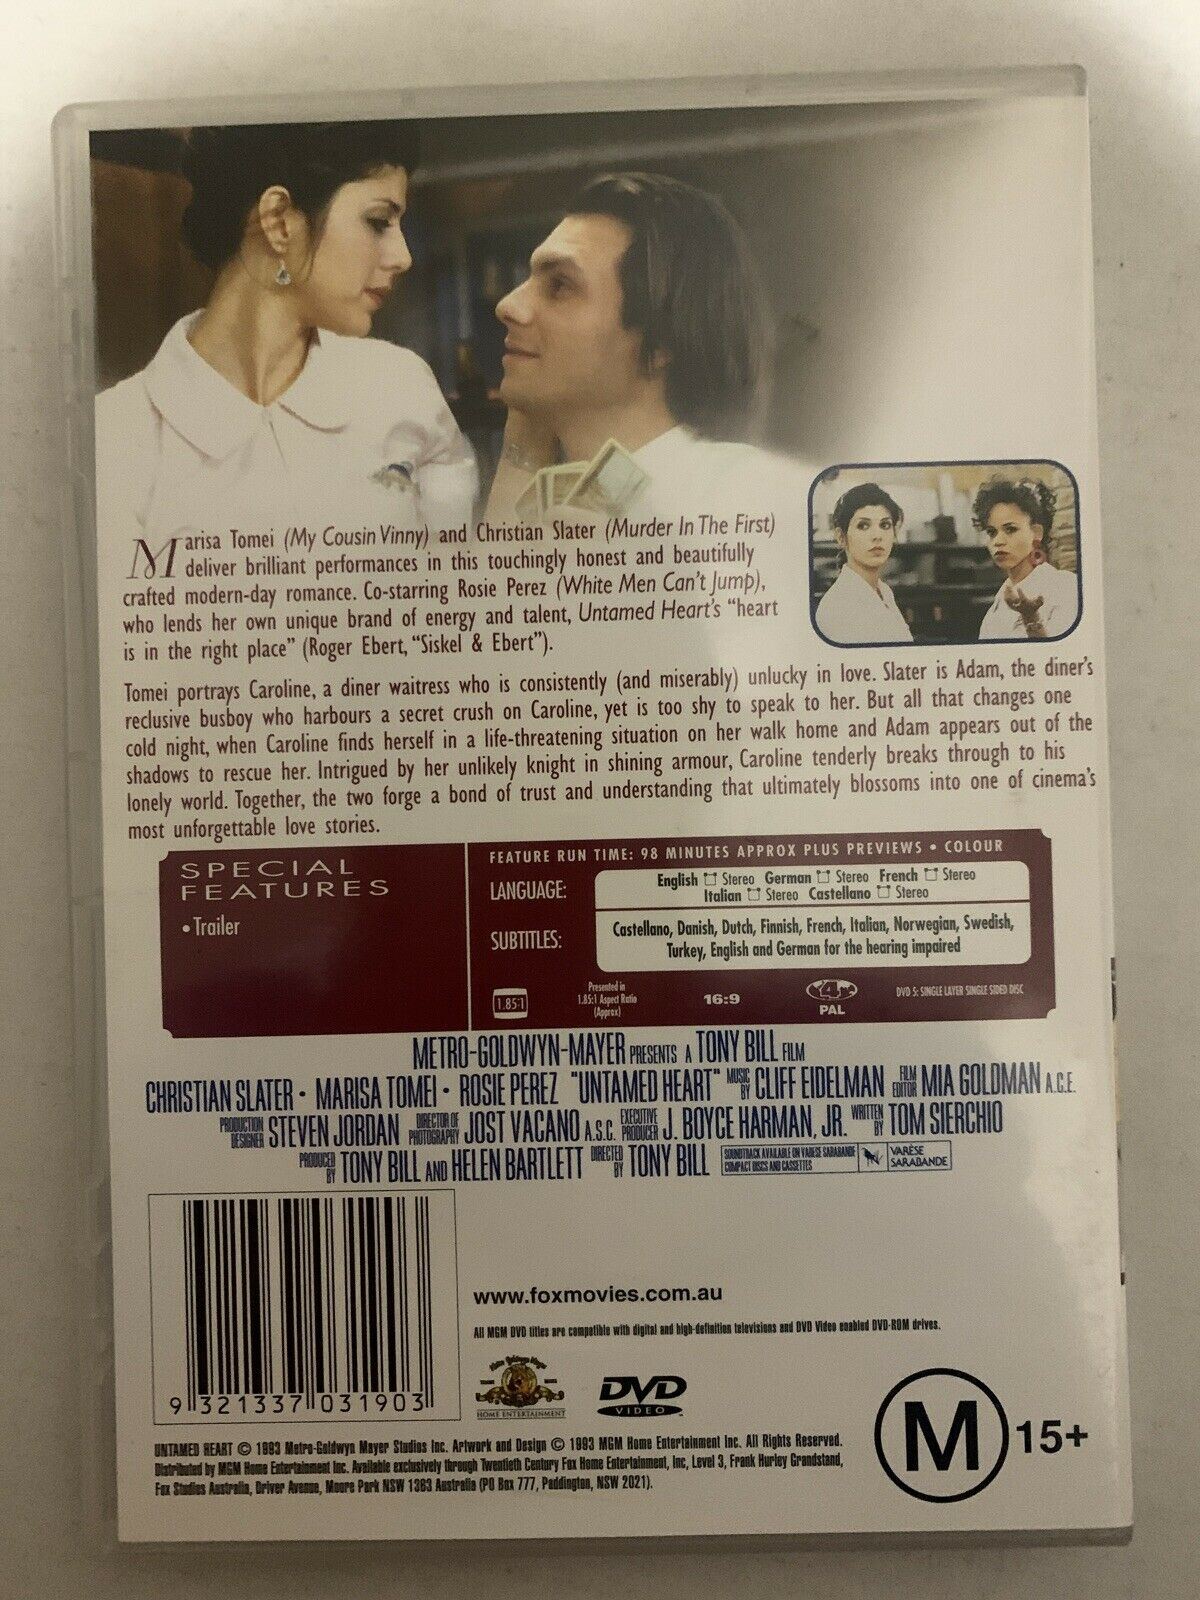 Marisa Tomei (My Cousin Vinny) and Christian Slater (Murder In The First)
deliver brilliant performances in this touchingly honest and beautifully
crafted modern-day romance. Co-starring Rosie Perez (White Men Can't Jump),
who lends her own unique brand of energy and talent, Untamed Heart's "heart
is in the right place" (Roger Ebert, "Siskel & Ebert").
Tomei portrays Caroline, a diner waitress who is consistently (and miserably) unlucky in love. Slater is Adam, the diner's
reclusive busboy who harbours a secret crush on Caroline, yet is too shy to speak to her. But all that changes one
cold night, when Caroline finds herself in a life-threatening situation on her walk home and Adam appears out of the
shadows to rescue her. Intrigued by her unlikely knight in shining armour, Caroline tenderly breaks through to his
lonely world. Together, the two forge a bond of trust and understanding that ultimately blossoms into one of cinema's
most unforgettable love stories.
SPECIAL
FEATURES
• Trailer
FEATURE RUN TIME: 98 MINUTES APPROX PLUS PREVIEWS • COLOUR
LANGUAGE:
English Stereo German Stereo French Stereo
Italian Stereo Castellano Stereo
SUBTITLES:
Castellano, Danish, Dutch, Finnish, French, Italian, Norwegian, Swedish,
Turkey, English and German for the hearing impaired
1.85:1
Presented in
1.85:1 Aspect Ratio
(Approx)
16:9
4
PAL
DVD 5: SINGLE LAYER SINGLE SIDED DISC
METRO-GOLDWYN-MAYER PRESENTS A TONY BILL FILM
CHRISTIAN SLATER • MARISA TOMEI • ROSIE PEREZ "UNTAMED HEART" MUSIC BY CLIFF EIDELMAN FILM EDITOR MIA GOLDMAN A.C.E.
PRODUCTION DESIGNER STEVEN JORDAN DIRECTOR OF PHOTOGRAPHY JOST VACANO A.S.C. EXECUTIVE PRODUCER J. BOYCE HARMAN, JR. WRITTEN BY TOM SIERCHIO
PRODUCED BY TONY BILL AND HELEN BARTLETT DIRECTED BY TONY BILL
SOUNDTRACK AVAILABLE ON VARESE SARABANDE
COMPACT DISCS AND CASSETTES
VARÈSE
SARABANDE
www.foxmovies.com.au
All MGM DVD titles are compatible with digital and high-definition televisions and DVD Video enabled DVD-ROM drives.
Metro Goldwyn Mayer
HOME ENTERTAINMENT
DVD
VIDEO
9 321337 031903
M 15+
UNTAMED HEART © 1993 Metro-Goldwyn Mayer Studios Inc. Artwork and Design © 1993 MGM Home Entertainment Inc. All Rights Reserved.
Distributed by MGM Home Entertainment Inc. Available exclusively through Twentieth Century Fox Home Entertainment, Inc, Level 3, Frank Hurley Grandstand,
Fox Studios Australia, Driver Avenue, Moore Park NSW 1363 Australia (PO Box 777, Paddington, NSW 2021).